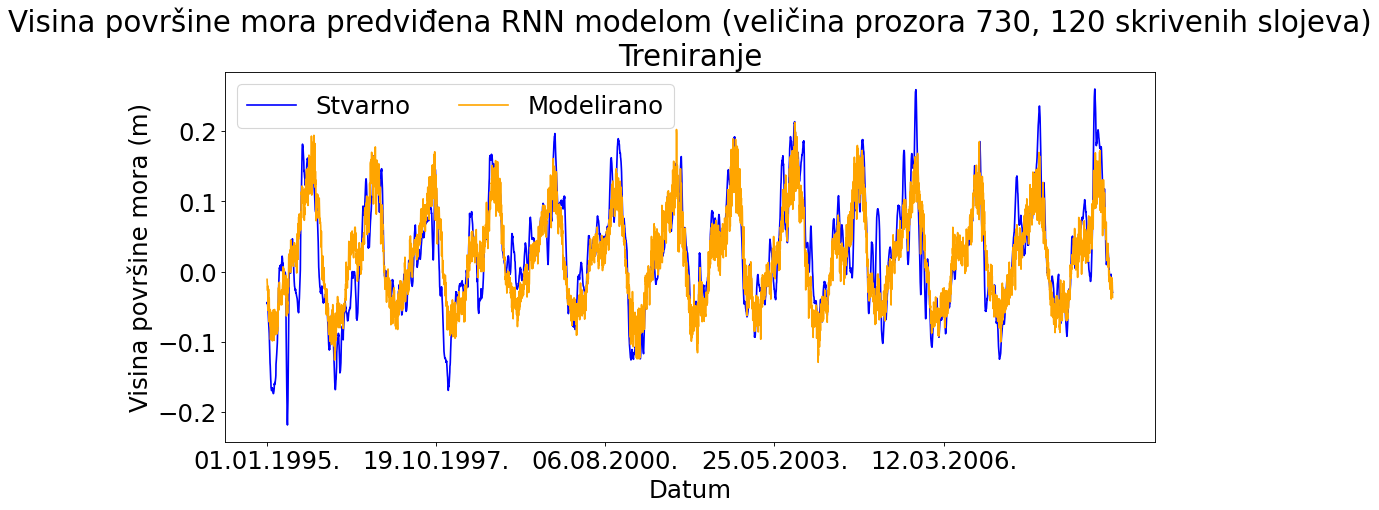 Visina površine mora predviđena RNN modelom (veličina prozora 730, 120 skrivenih slojeva)
Treniranje
Stvarno Modelirano
Visina površine mora (m)
0.2
0.1
0.0
−0.1
−0.2
01.01.1995. 19.10.1997. 06.08.2000. 25.05.2003. 12.03.2006.
Datum